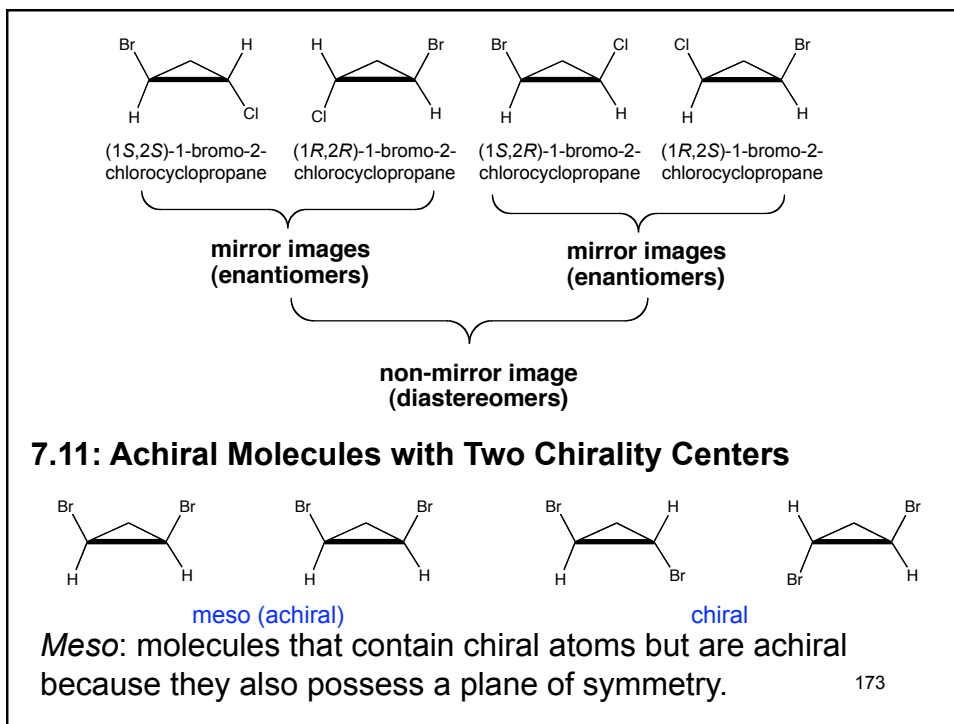 Br H H Br Br Cl Cl Br
H Cl Cl H H H H H
(1S,2S)-1-bromo-2- (1R,2R)-1-bromo-2- (1S,2R)-1-bromo-2- (1R,2S)-1-bromo-2-
chlorocyclopropane chlorocyclopropane chlorocyclopropane chlorocyclopropane
mirror images mirror images
(enantiomers) (enantiomers)
non-mirror image
(diastereomers)
7.11: Achiral Molecules with Two Chirality Centers
Br Br Br Br Br H H Br
H H H H H Br Br H
meso (achiral) chiral
Meso: molecules that contain chiral atoms but are achiral
because they also possess a plane of symmetry. 173